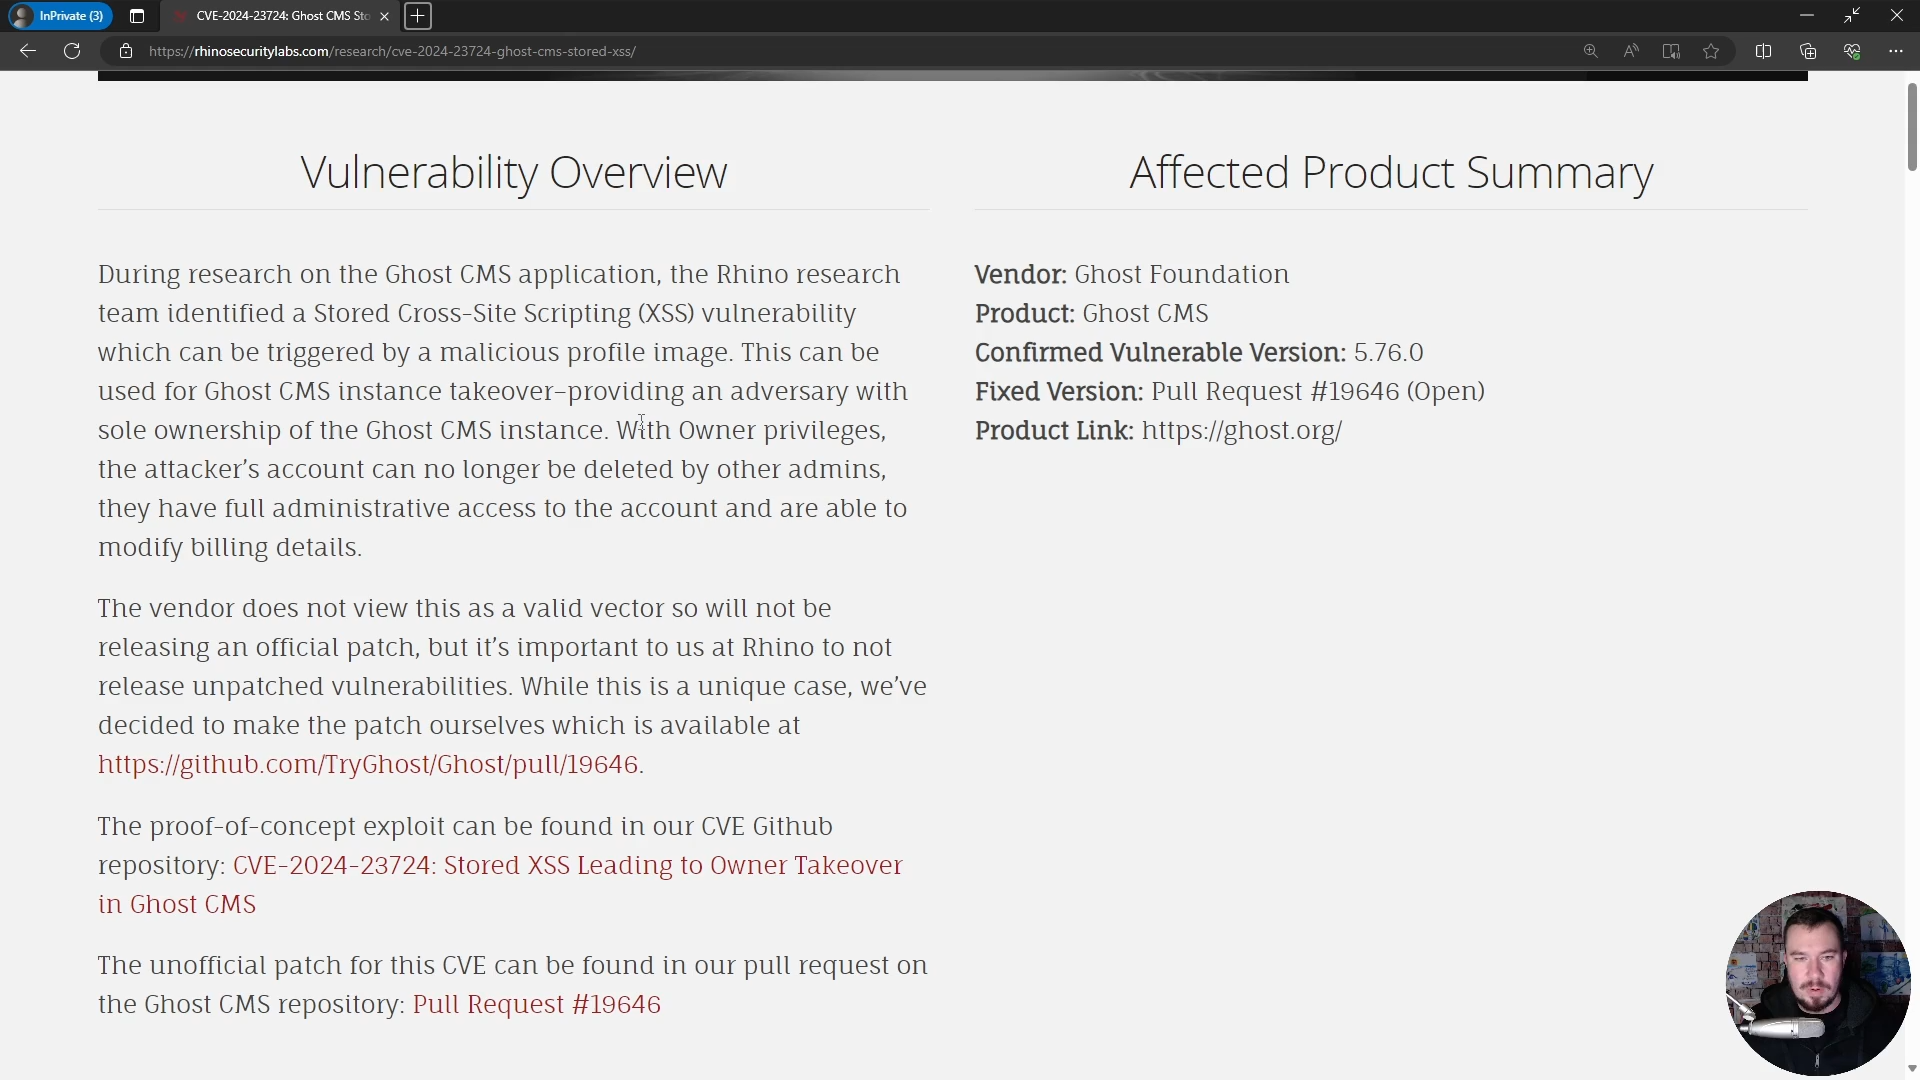 InPrivate (3)
CVE-2024-23724: Ghost CMS Sto
https://rhinosecuritylabs.com/research/cve-2024-23724-ghost-cms-stored-xss/
Vulnerability Overview
During research on the Ghost CMS application, the Rhino research
team identified a Stored Cross-Site Scripting (XSS) vulnerability
which can be triggered by a malicious profile image. This can be
used for Ghost CMS instance takeover–providing an adversary with
sole ownership of the Ghost CMS instance. With Owner privileges,
the attacker’s account can no longer be deleted by other admins,
they have full administrative access to the account and are able to
modify billing details.
The vendor does not view this as a valid vector so will not be
releasing an official patch, but it’s important to us at Rhino to not
release unpatched vulnerabilities. While this is a unique case, we’ve
decided to make the patch ourselves which is available at
https://github.com/TryGhost/Ghost/pull/19646.
The proof-of-concept exploit can be found in our CVE Github
repository: CVE-2024-23724: Stored XSS Leading to Owner Takeover
in Ghost CMS
The unofficial patch for this CVE can be found in our pull request on
the Ghost CMS repository: Pull Request #19646
Affected Product Summary
Vendor: Ghost Foundation
Product: Ghost CMS
Confirmed Vulnerable Version: 5.76.0
Fixed Version: Pull Request #19646 (Open)
Product Link: https://ghost.org/